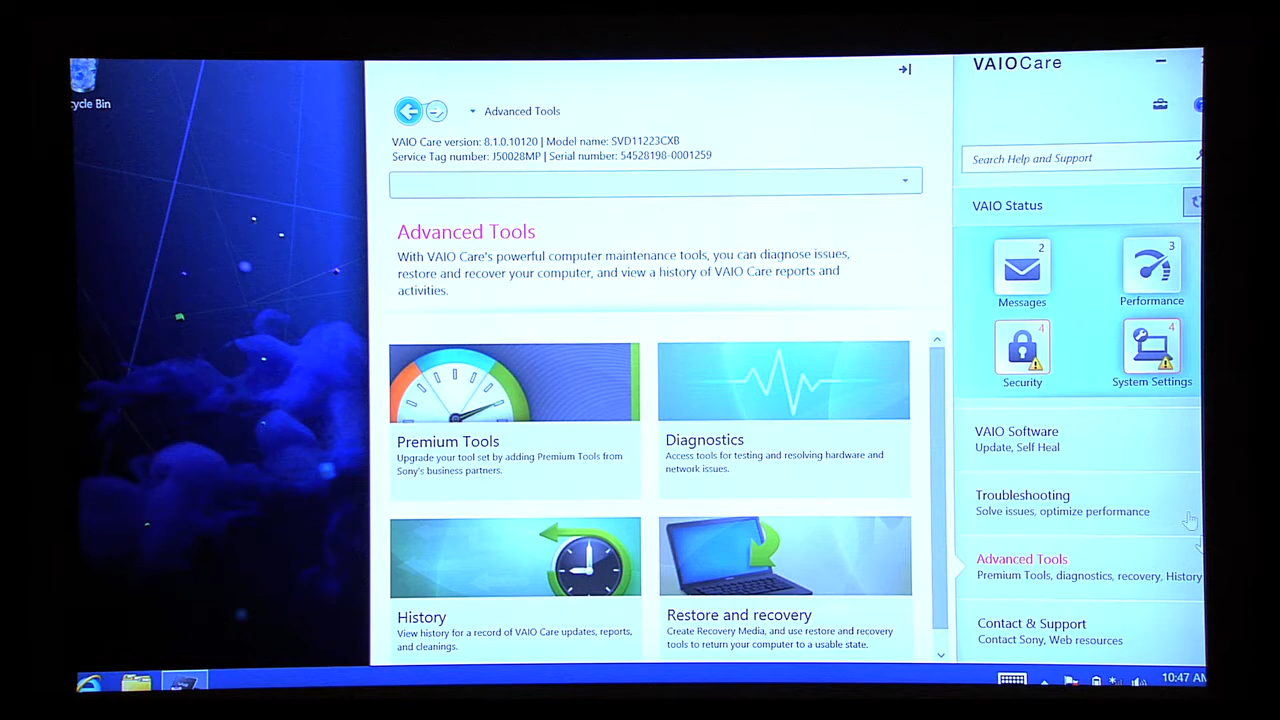 cycle Bin
Advanced Tools
VAIO Care version: 8.1.0.10120 | Model name: SVD11223CXB
Service Tag number: J50028MP | Serial number: 54528198-0001259
Advanced Tools
With VAIO Care's powerful computer maintenance tools, you can diagnose issues,
restore and recover your computer, and view a history of VAIO Care reports and
activities.
Premium Tools
Upgrade your tool set by adding Premium Tools from
Sony's business partners.
Diagnostics
Access tools for testing and resolving hardware and
network issues.
History
View history for a record of VAIO Care updates, reports,
and cleanings.
Restore and recovery
Create Recovery Media, and use restore and recovery
tools to return your computer to a usable state.
VAIO Care
Search Help and Support
VAIO Status
2
Messages
3
Performance
4
Security
4
System Settings
VAIO Software
Update, Self Heal
Troubleshooting
Solve issues, optimize performance
Advanced Tools
Premium Tools, diagnostics, recovery, History
Contact & Support
Contact Sony, Web resources
10:47 AM